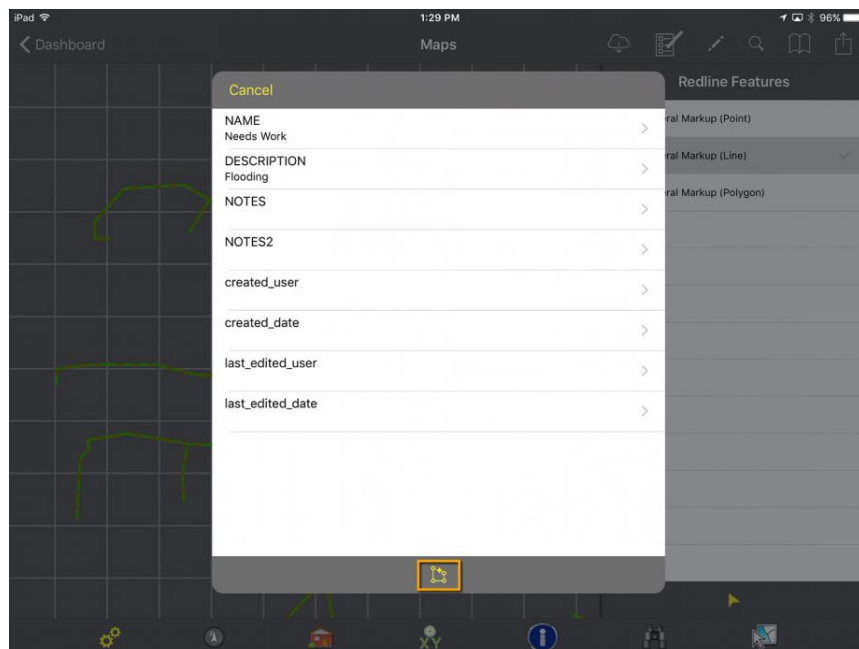 iPad
1:29 PM
96%
Dashboard
Maps
Redline Features
Cancel
NAME
Needs Work
DESCRIPTION
Flooding
NOTES
NOTES2
created_user
created_date
last_edited_user
last_edited_date
ral Markup (Point)
ral Markup (Line)
ral Markup (Polygon)
XY